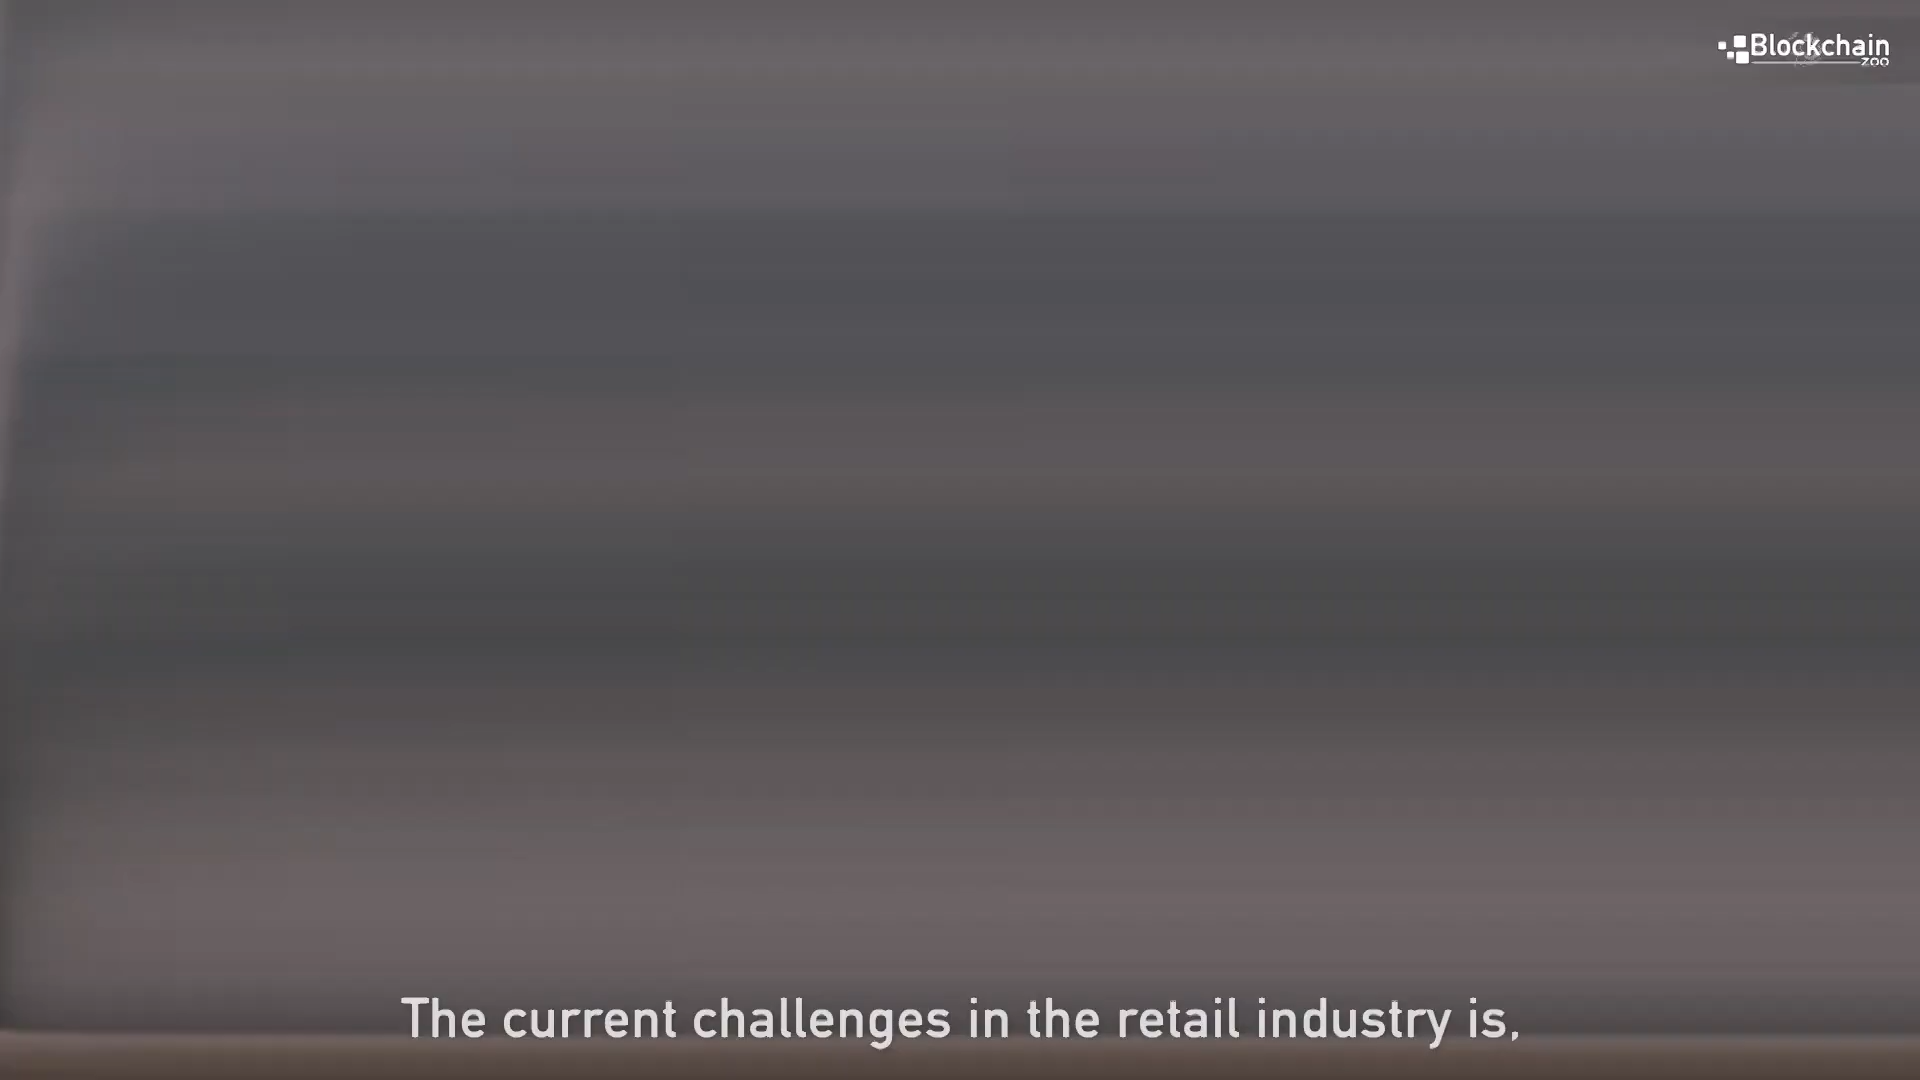 Blockchain
ZOO
The current challenges in the retail industry is,